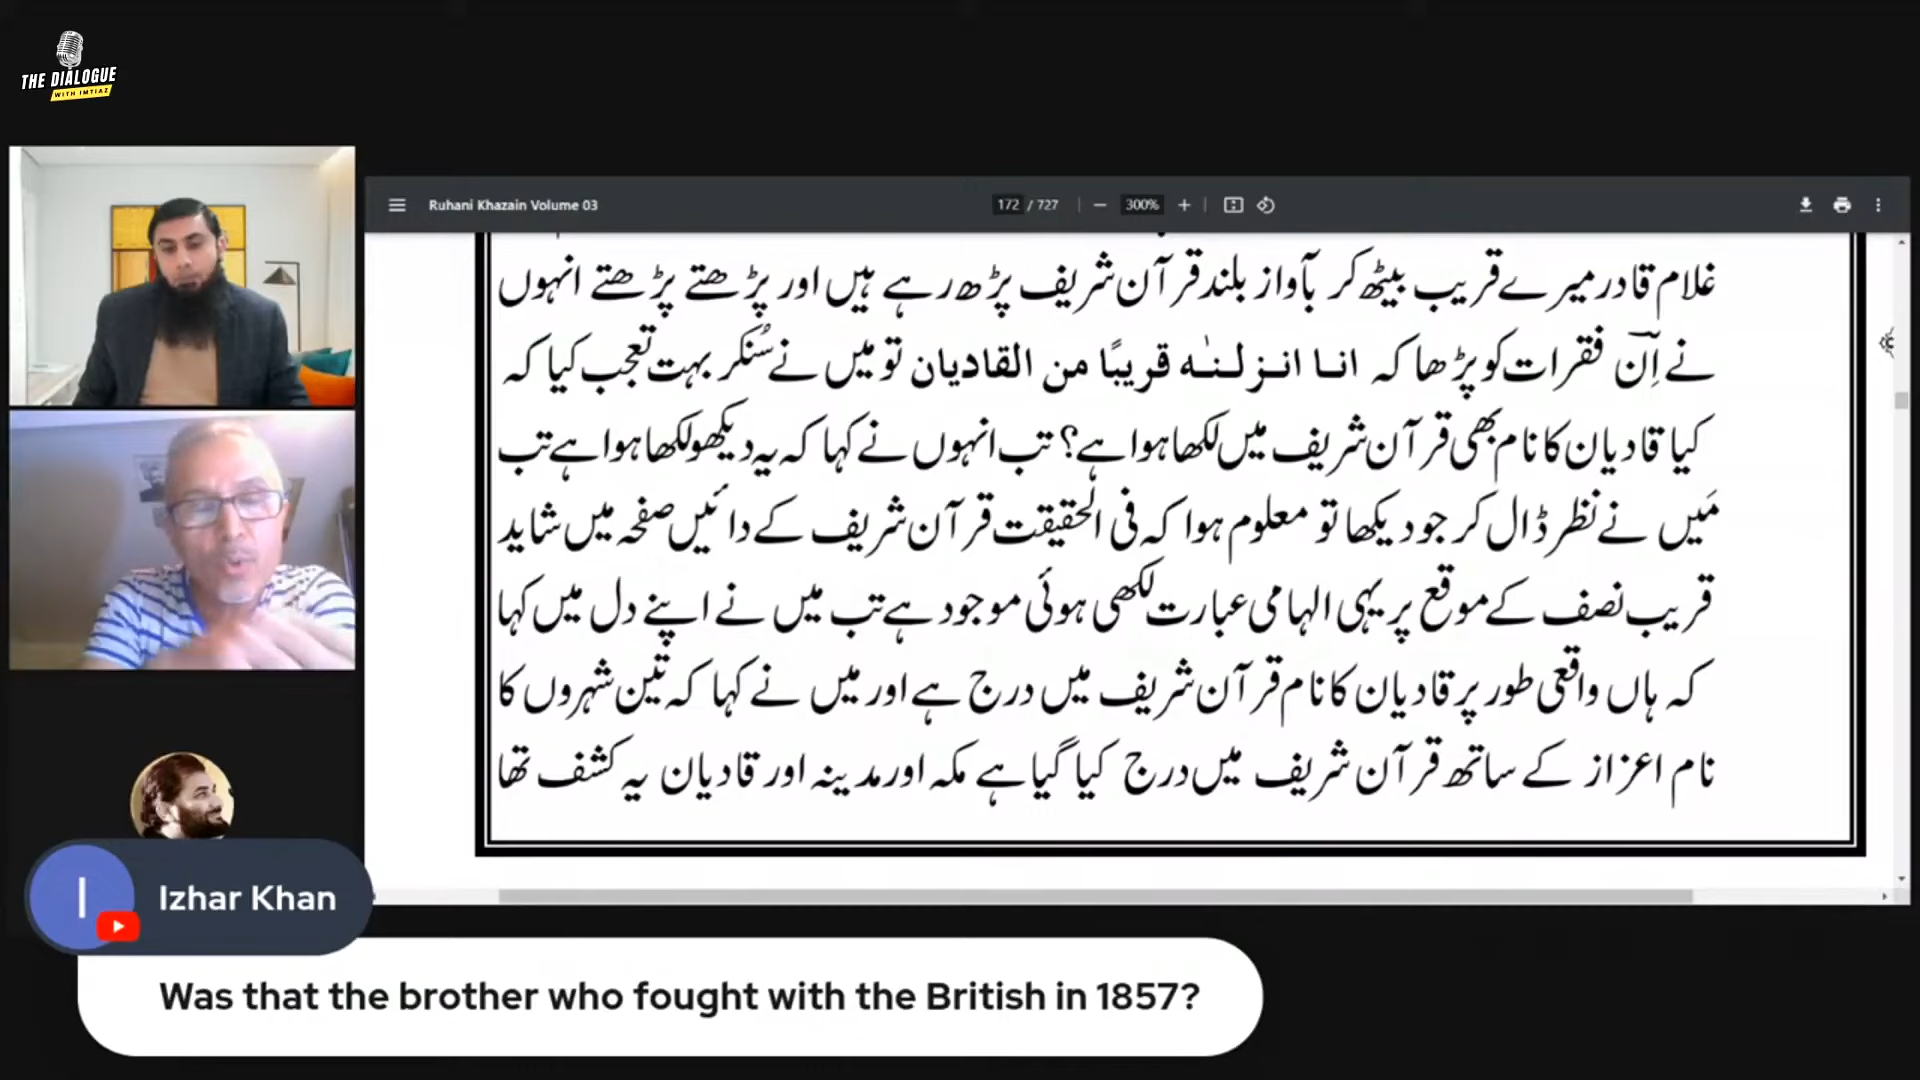 THE DIALOGUE
WITH IMTIAZ
Ruhani Khazain Volume 03
172 / 727
300%
غلام قادر میرے قریب بیٹھ کر بآواز بلند قرآن شریف پڑھ رہے ہیں اور پڑھتے پڑھتے انہوں
نے اِن فقرات کو پڑھا کہ انا انزلنٰہ قریبًا من القادیان تو میں نے سُنکر بہت تعجب کیا کہ
کیا قادیان کا نام بھی قرآن شریف میں لکھا ہوا ہے؟ تب انہوں نے کہا کہ یہ دیکھو لکھا ہوا ہے تب
مَیں نے نظر ڈال کر جو دیکھا تو معلوم ہوا کہ فی الحقیقت قرآن شریف کے دائیں صفحہ میں شاید
قریب نصف کے موقع پر یہی الہامی عبارت لکھی ہوئی موجود ہے تب میں نے اپنے دل میں کہا
کہ ہاں واقعی طور پر قادیان کا نام قرآن شریف میں درج ہے اور میں نے کہا کہ تین شہروں کا
نام اعزاز کے ساتھ قرآن شریف میں درج کیا گیا ہے مکہ اور مدینہ اور قادیان یہ کشف تھا
I
Izhar Khan
Was that the brother who fought with the British in 1857?